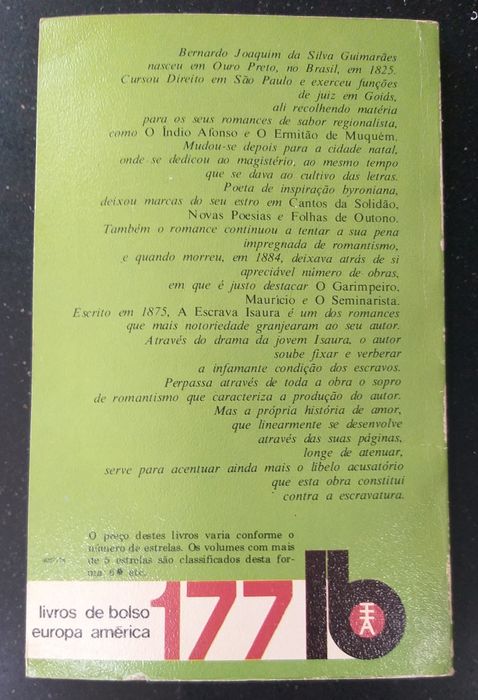 Bernardo Joaquim da Silva Guimarães
nasceu em Ouro Preto, no Brasil, em 1825.
Cursou Direito em São Paulo e exerceu funções
de juiz em Goiás,
ali recolhendo matéria
para os seus romances de sabor regionalista,
como O Índio Afonso e O Ermitão de Muquém.
Mudou-se depois para a cidade natal,
onde se dedicou ao magistério, ao mesmo tempo
que se dava ao cultivo das letras.
Poeta de inspiração byroniana,
deixou marcas do seu estro em Cantos da Solidão,
Novas Poesias e Folhas de Outono.
Também o romance continuou a tentar a sua pena
impregnada de romantismo,
e quando morreu, em 1884, deixava atrás de si
apreciável número de obras,
em que é justo destacar O Garimpeiro,
Maurício e O Seminarista.
Escrito em 1875, A Escrava Isaura é um dos romances
que mais notoriedade granjearam ao seu autor.
Através do drama da jovem Isaura, o autor
soube fixar e verberar
a infamante condição dos escravos.
Perpassa através de toda a obra o sopro
de romantismo que caracteriza a produção do autor.
Mas a própria história de amor,
que linearmente se desenvolve
através das suas páginas,
longe de atenuar,
serve para acentuar ainda mais o libelo acusatório
que esta obra constitui
contra a escravatura.
O preço destes livros varia conforme o
número de estrelas. Os volumes com mais
de 5 estrelas são classificados desta for-
ma 6* etc.
livros de bolso
europa américa
177
lb
EA